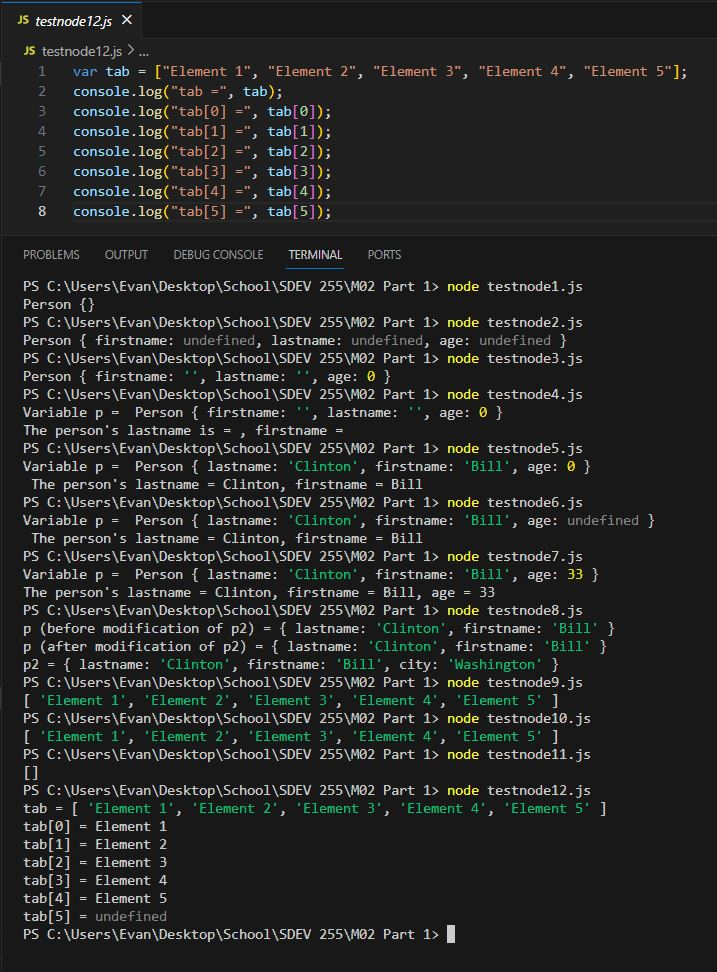 JS testnode12.js ×
JS testnode12.js > ...
1 var tab = ["Element 1", "Element 2", "Element 3", "Element 4", "Element 5"];
2 console.log("tab =", tab);
3 console.log("tab[0] =", tab[0]);
4 console.log("tab[1] =", tab[1]);
5 console.log("tab[2] =", tab[2]);
6 console.log("tab[3] =", tab[3]);
7 console.log("tab[4] =", tab[4]);
8 console.log("tab[5] =", tab[5]);
PROBLEMS OUTPUT DEBUG CONSOLE TERMINAL PORTS
PS C:\Users\Evan\Desktop\School\SDEV 255\M02 Part 1> node testnode1.js
Person {}
PS C:\Users\Evan\Desktop\School\SDEV 255\M02 Part 1> node testnode2.js
Person { firstname: undefined, lastname: undefined, age: undefined }
PS C:\Users\Evan\Desktop\School\SDEV 255\M02 Part 1> node testnode3.js
Person { firstname: '', lastname: '', age: 0 }
PS C:\Users\Evan\Desktop\School\SDEV 255\M02 Part 1> node testnode4.js
Variable p =  Person { firstname: '', lastname: '', age: 0 }
The person's lastname is = , firstname =
PS C:\Users\Evan\Desktop\School\SDEV 255\M02 Part 1> node testnode5.js
Variable p =  Person { lastname: 'Clinton', firstname: 'Bill', age: 0 }
 The person's lastname = Clinton, firstname = Bill
PS C:\Users\Evan\Desktop\School\SDEV 255\M02 Part 1> node testnode6.js
Variable p =  Person { lastname: 'Clinton', firstname: 'Bill', age: undefined }
 The person's lastname = Clinton, firstname = Bill
PS C:\Users\Evan\Desktop\School\SDEV 255\M02 Part 1> node testnode7.js
Variable p =  Person { lastname: 'Clinton', firstname: 'Bill', age: 33 }
The person's lastname = Clinton, firstname = Bill, age = 33
PS C:\Users\Evan\Desktop\School\SDEV 255\M02 Part 1> node testnode8.js
p (before modification of p2) = { lastname: 'Clinton', firstname: 'Bill' }
p (after modification of p2) = { lastname: 'Clinton', firstname: 'Bill' }
p2 = { lastname: 'Clinton', firstname: 'Bill', city: 'Washington' }
PS C:\Users\Evan\Desktop\School\SDEV 255\M02 Part 1> node testnode9.js
[ 'Element 1', 'Element 2', 'Element 3', 'Element 4', 'Element 5' ]
PS C:\Users\Evan\Desktop\School\SDEV 255\M02 Part 1> node testnode10.js
[ 'Element 1', 'Element 2', 'Element 3', 'Element 4', 'Element 5' ]
PS C:\Users\Evan\Desktop\School\SDEV 255\M02 Part 1> node testnode11.js
[]
PS C:\Users\Evan\Desktop\School\SDEV 255\M02 Part 1> node testnode12.js
tab = [ 'Element 1', 'Element 2', 'Element 3', 'Element 4', 'Element 5' ]
tab[0] = Element 1
tab[1] = Element 2
tab[2] = Element 3
tab[3] = Element 4
tab[4] = Element 5
tab[5] = undefined
PS C:\Users\Evan\Desktop\School\SDEV 255\M02 Part 1>